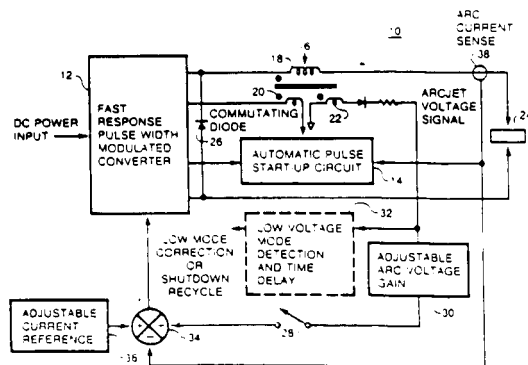 10
ARC
CURRENT
SENSE
38
12
18
6
FAST
RESPONSE
PULSE WIDTH
MODULATED
CONVERTER
DC POWER
INPUT
20
COMMUTATING
DIODE
26
22
ARCJET
VOLTAGE
SIGNAL
24
AUTOMATIC PULSE
START-UP CIRCUIT
14
32
LOW MODE
CORRECTION
OR
SHUTDOWN
RECYCLE
LOW VOLTAGE
MODE
DETECTION
AND TIME
DELAY
ADJUSTABLE
ARC VOLTAGE
GAIN
30
28
ADJUSTABLE
CURRENT
REFERENCE
36
34